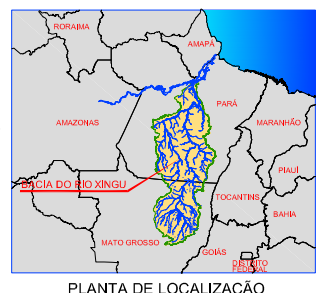 RORAIMA
AMAPÁ
PARÁ
AMAZONAS
MARANHÃO
PIAUÍ
BACIA DO RIO XINGU
TOCANTINS
BAHIA
MATO GROSSO
GOIÁS
DISTRITO
FEDERAL
PLANTA DE LOCALIZAÇÃO